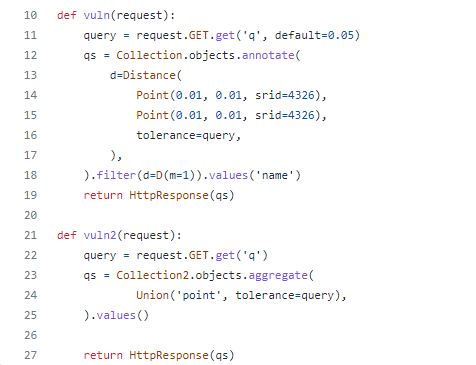 10 def vuln(request):
11     query = request.GET.get('q', default=0.05)
12     qs = Collection.objects.annotate(
13         d=Distance(
14             Point(0.01, 0.01, srid=4326),
15             Point(0.01, 0.01, srid=4326),
16             tolerance=query,
17         ),
18     ).filter(d=D(m=1)).values('name')
19     return HttpResponse(qs)
20
21 def vuln2(request):
22     query = request.GET.get('q')
23     qs = Collection2.objects.aggregate(
24             Union('point', tolerance=query),
25     ).values()
26
27     return HttpResponse(qs)